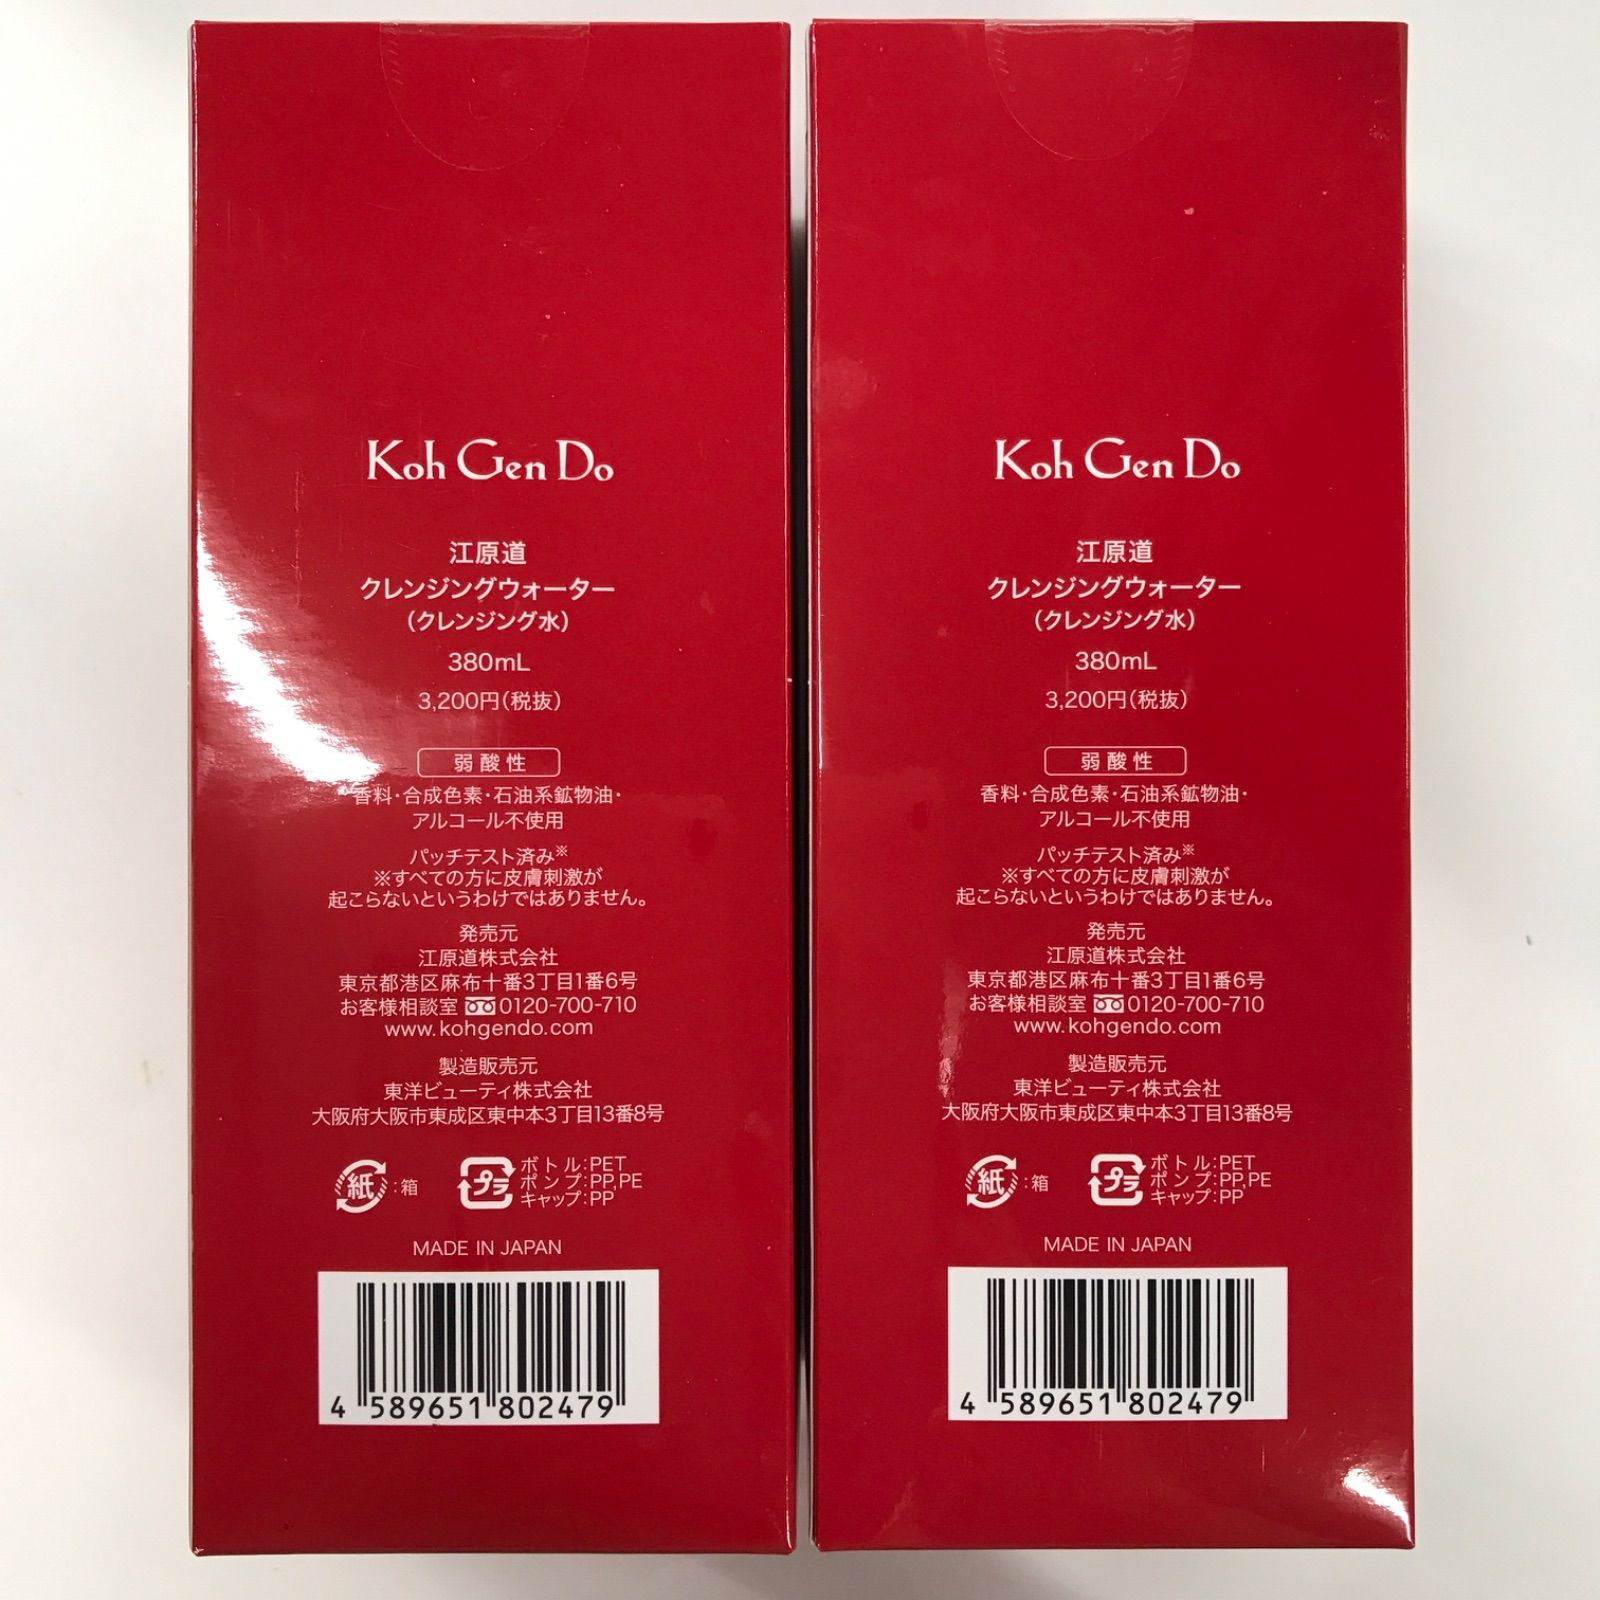 Koh Gen Do
江原道
クレンジングウォーター
(クレンジング水)
380mL
3,200円(税抜)
弱酸性
香料・合成色素・石油系鉱物油・
アルコール不使用
パッチテスト済み※
※すべての方に皮膚刺激が
起こらないというわけではありません。
発売元
江原道株式会社
東京都港区麻布十番3丁目1番6号
お客様相談室 0120-700-710
www.kohgendo.com
製造販売元
東洋ビューティ株式会社
大阪府大阪市東成区東中本3丁目13番8号
紙:箱
プラ
ボトル:PET
ポンプ:PP,PE
キャップ:PP
MADE IN JAPAN
4 589651 802479
Koh Gen Do
江原道
クレンジングウォーター
(クレンジング水)
380mL
3,200円(税抜)
弱酸性
香料・合成色素・石油系鉱物油・
アルコール不使用
パッチテスト済み※
※すべての方に皮膚刺激が
起こらないというわけではありません。
発売元
江原道株式会社
東京都港区麻布十番3丁目1番6号
お客様相談室 0120-700-710
www.kohgendo.com
製造販売元
東洋ビューティ株式会社
大阪府大阪市東成区東中本3丁目13番8号
紙:箱
プラ
ボトル:PET
ポンプ:PP,PE
キャップ:PP
MADE IN JAPAN
4 589651 802479